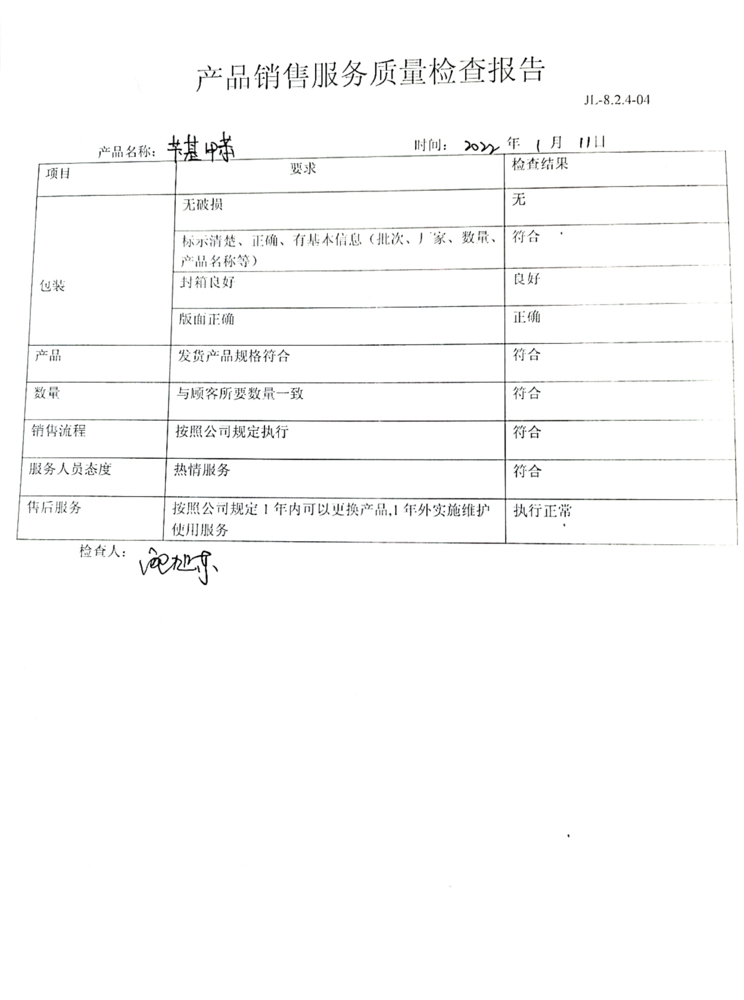 产品销售服务质量检查报告
JL-8.2.4-04
产品名称：苄基甲苯 时间： 2022 年 1 月 11日
项目 要求 检查结果
包装 无破损 无
标示清楚、正确、有基本信息（批次、厂家、数量、 符合
产品名称等）
封箱良好 良好
版面正确 正确
产品 发货产品规格符合 符合
数量 与顾客所要数量一致 符合
销售流程 按照公司规定执行 符合
服务人员态度 热情服务 符合
售后服务 按照公司规定 1 年内可以更换产品,1 年外实施维护 执行正常
使用服务
检查人：